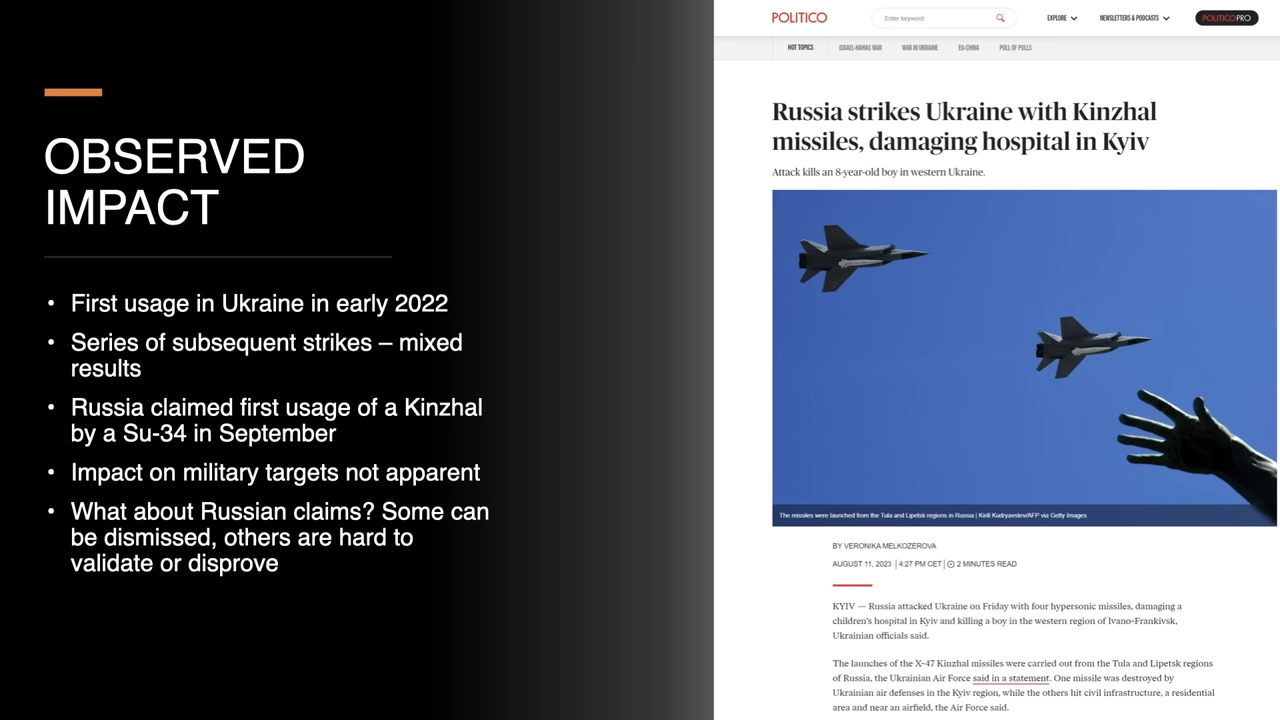 OBSERVED
IMPACT
• First usage in Ukraine in early 2022
• Series of subsequent strikes – mixed
results
• Russia claimed first usage of a Kinzhal
by a Su-34 in September
• Impact on military targets not apparent
• What about Russian claims? Some can
be dismissed, others are hard to
validate or disprove
POLITICO
Enter keyword
EXPLORE
NEWSLETTERS & PODCASTS
POLITICOPRO
HOT TOPICS
ISRAEL-HAMAS WAR
WAR IN UKRAINE
EU-CHINA
POLL OF POLLS
Russia strikes Ukraine with Kinzhal
missiles, damaging hospital in Kyiv
Attack kills an 8-year-old boy in western Ukraine.
The missiles were launched from the Tula and Lipetsk regions in Russia | Kirill Kudryavstev/AFP via Getty Images
BY VERONIKA MELKOZEROVA
AUGUST 11, 2023 | 4:27 PM CET | 2 MINUTES READ
KYIV — Russia attacked Ukraine on Friday with four hypersonic missiles, damaging a
children's hospital in Kyiv and killing a boy in the western region of Ivano-Frankivsk,
Ukrainian officials said.
The launches of the X-47 Kinzhal missiles were carried out from the Tula and Lipetsk regions
of Russia, the Ukrainian Air Force said in a statement. One missile was destroyed by
Ukrainian air defenses in the Kyiv region, while the others hit civil infrastructure, a residential
area and near an airfield, the Air Force said.